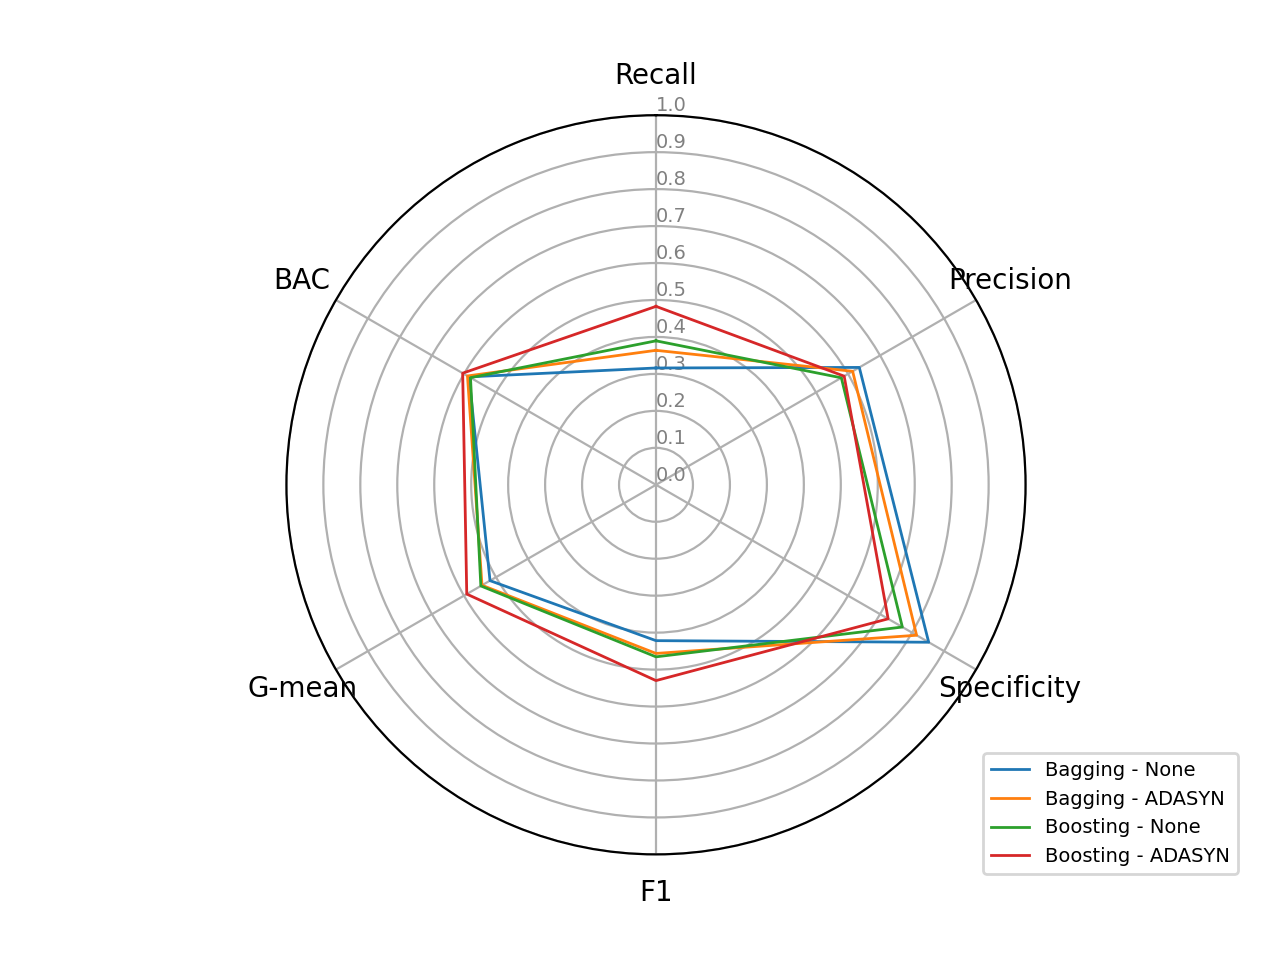 Recall
1.0
0.9
0.8
0.7
0.6
0.5
0.4
0.3
0.2
0.1
0.0
BAC
Precision
G-mean
Specificity
F1
Bagging - None
Bagging - ADASYN
Boosting - None
Boosting - ADASYN